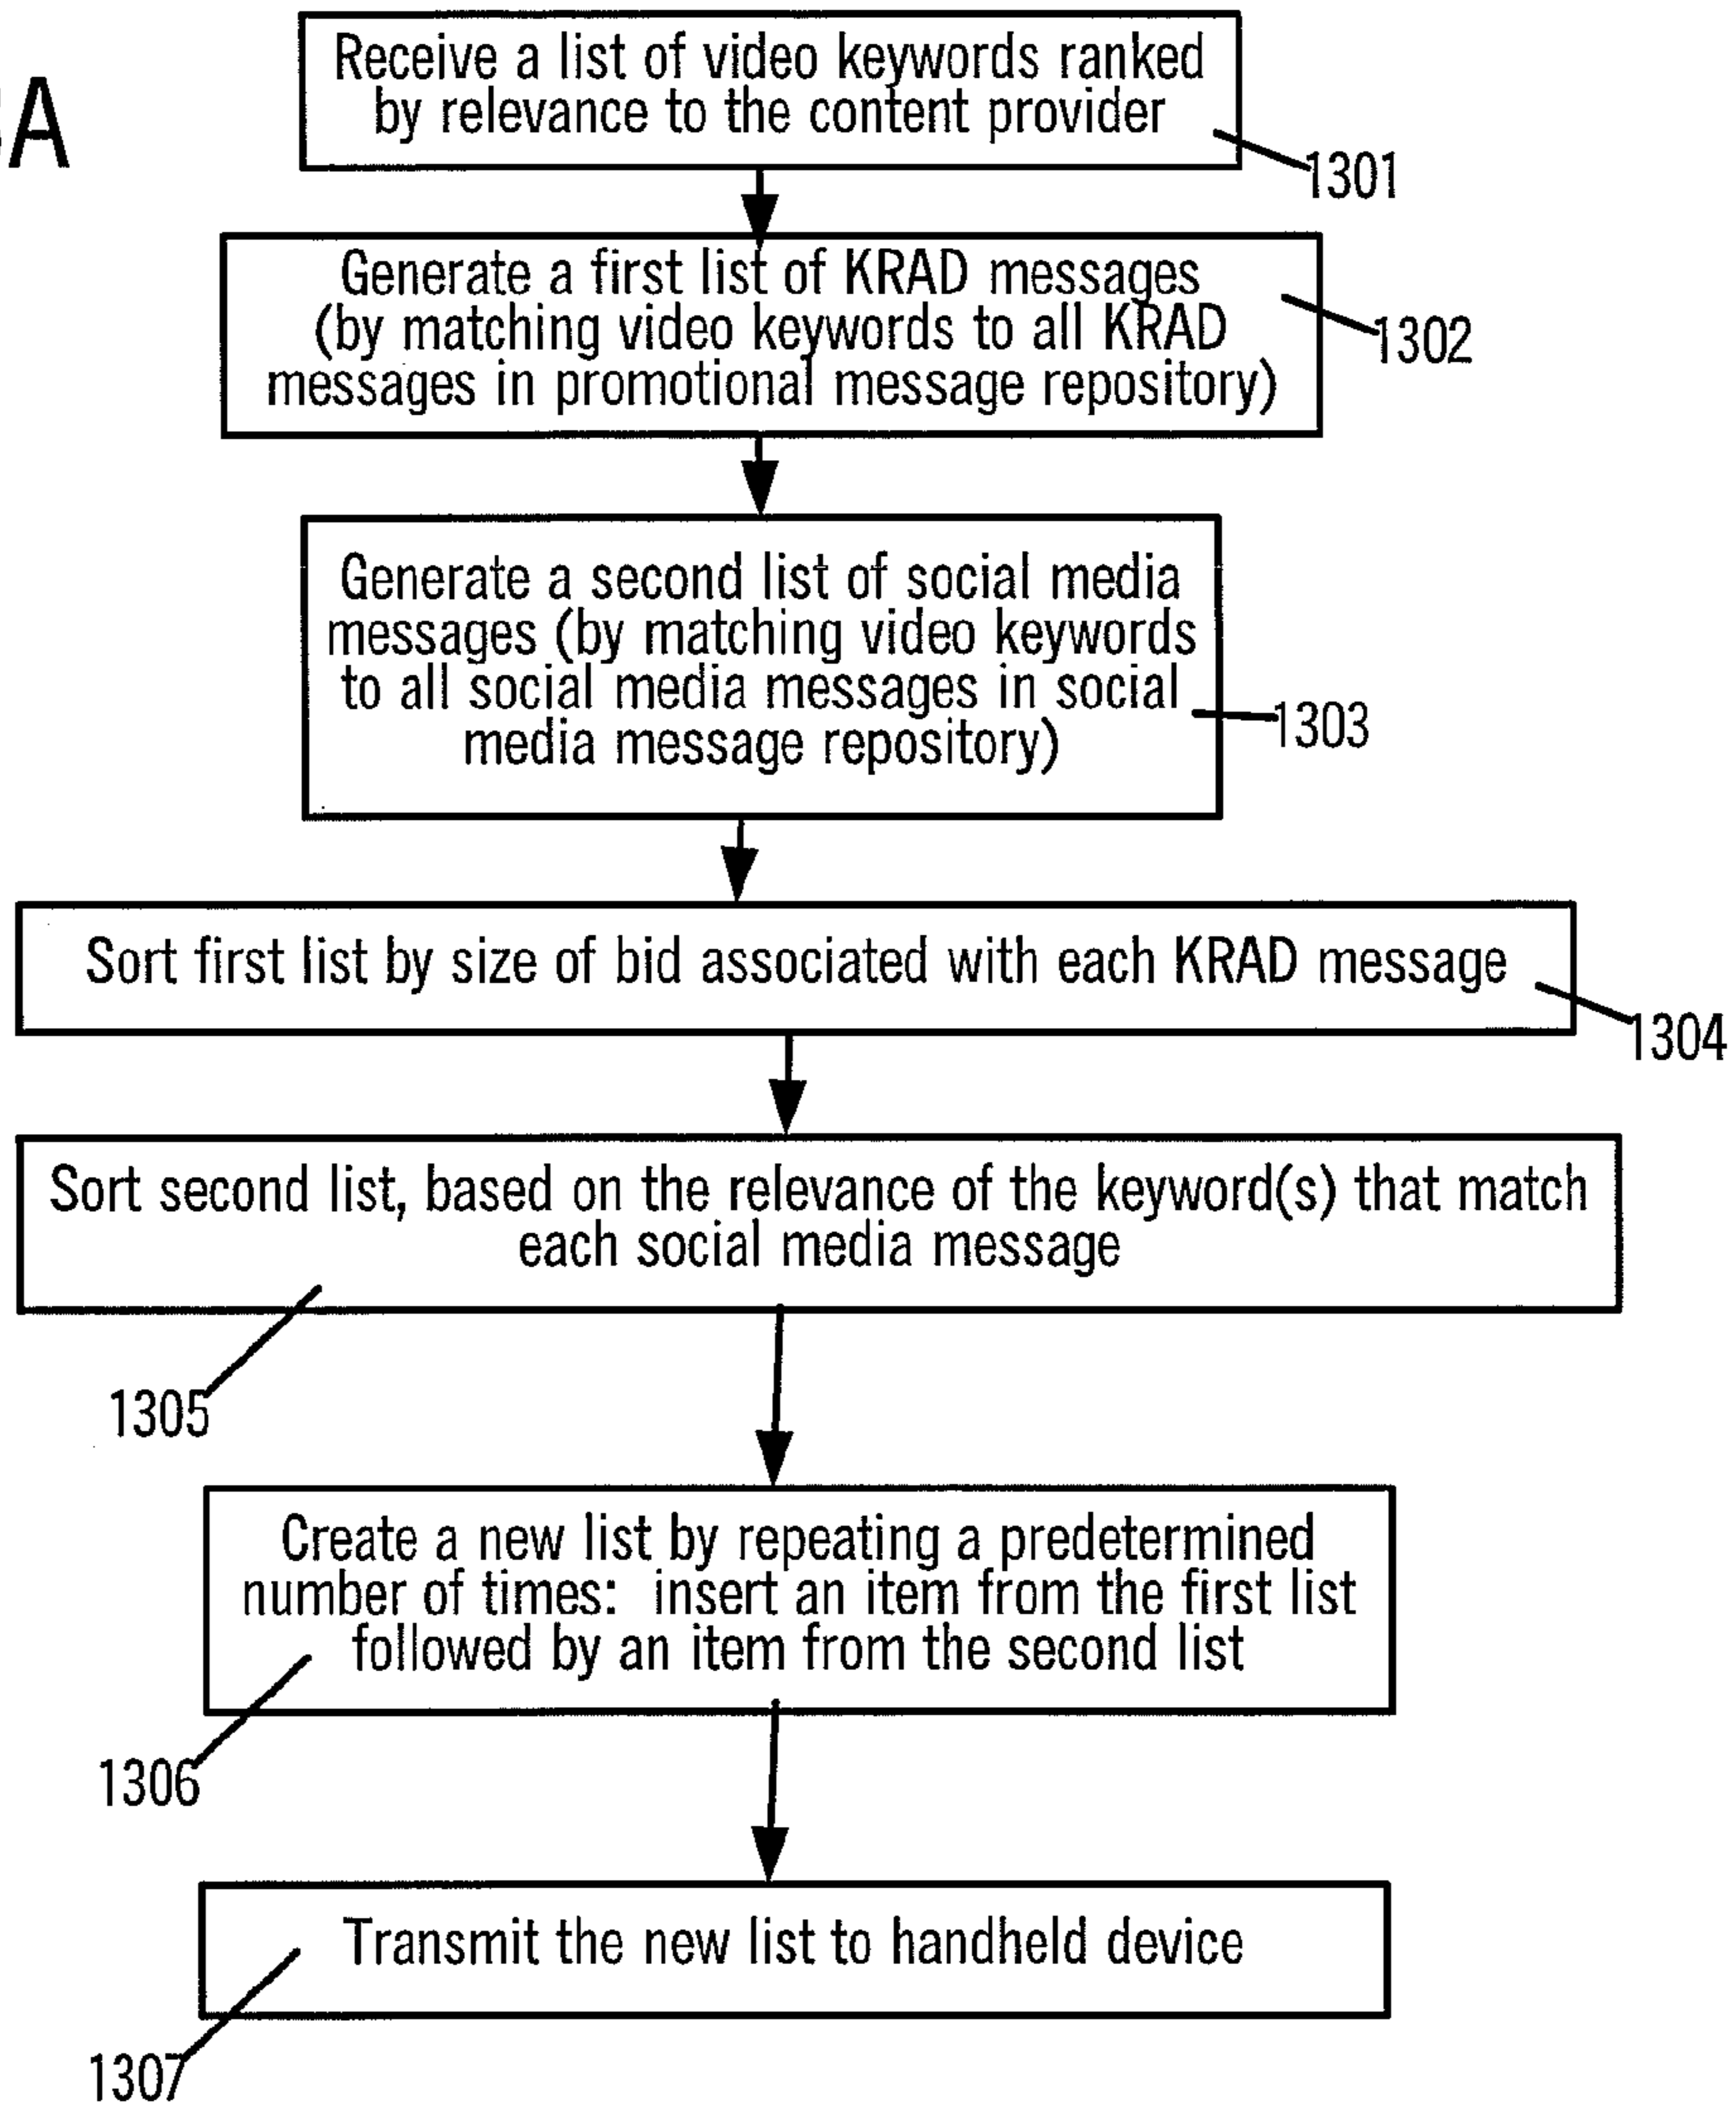 A
Receive a list of video keywords ranked
by relevance to the content provider
1301
Generate a first list of KRAD messages
(by matching video keywords to all KRAD
messages in promotional message repository)
1302
Generate a second list of social media
messages (by matching video keywords
to all social media messages in social
media message repository)
1303
Sort first list by size of bid associated with each KRAD message
1304
Sort second list, based on the relevance of the keyword(s) that match
each social media message
1305
Create a new list by repeating a predetermined
number of times: insert an item from the first list
followed by an item from the second list
1306
Transmit the new list to handheld device
1307